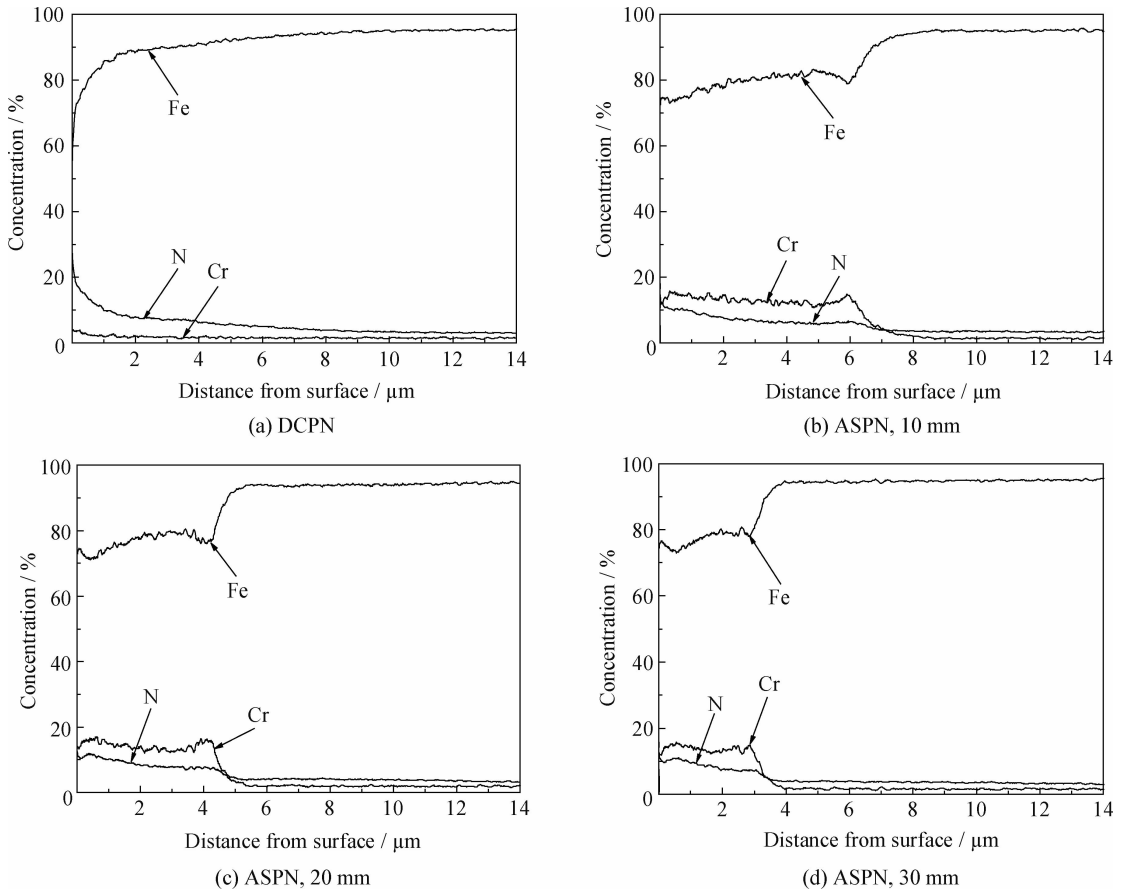 100
80
60
40
20
0
Concentration / %
Fe
N
Cr
2
4
6
8
10
12
14
Distance from surface / μm
(a) DCPN
100
80
60
40
20
0
Concentration / %
Fe
Cr
N
2
4
6
8
10
12
14
Distance from surface / μm
(b) ASPN, 10 mm
100
80
60
40
20
0
Concentration / %
Fe
N
Cr
2
4
6
8
10
12
14
Distance from surface / μm
(c) ASPN, 20 mm
100
80
60
40
20
0
Concentration / %
Fe
Cr
N
2
4
6
8
10
12
14
Distance from surface / μm
(d) ASPN, 30 mm